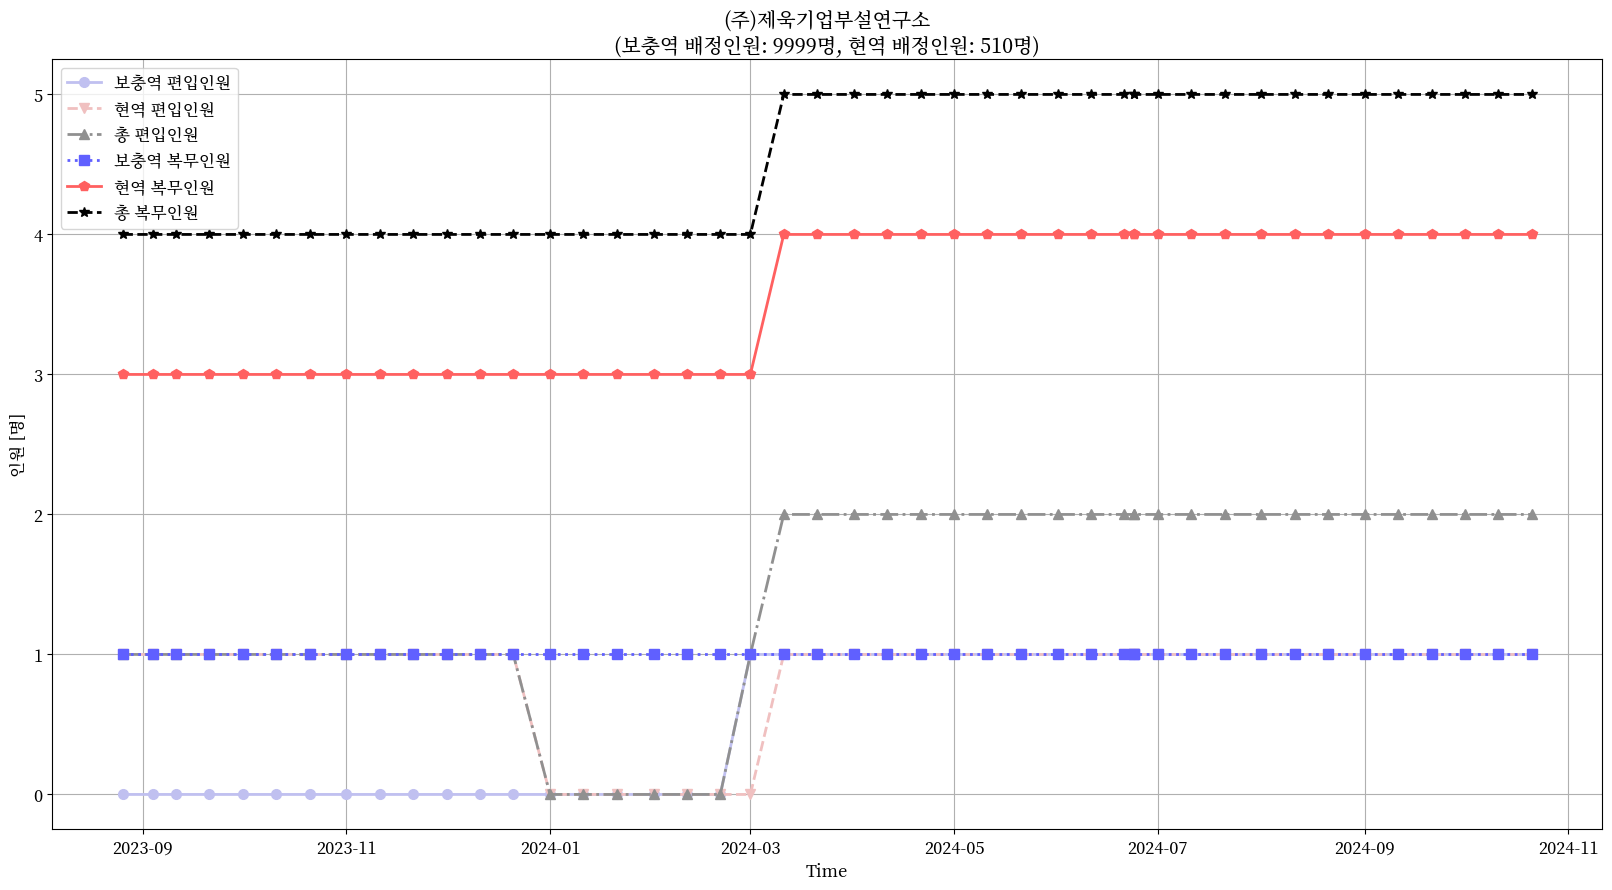 (주)제욱기업부설연구소
(보충역 배정인원: 9999명, 현역 배정인원: 510명)
보충역 편입인원
현역 편입인원
총 편입인원
보충역 복무인원
현역 복무인원
총 복무인원
5
4
3
2
1
0
인원 [명]
2023-09
2023-11
2024-01
2024-03
2024-05
2024-07
2024-09
2024-11
Time